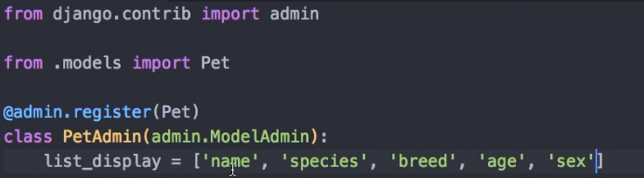 from django.contrib import admin
from .models import Pet
@admin.register(Pet)
class PetAdmin(admin.ModelAdmin):
    list_display = ['name', 'species', 'breed', 'age', 'sex']